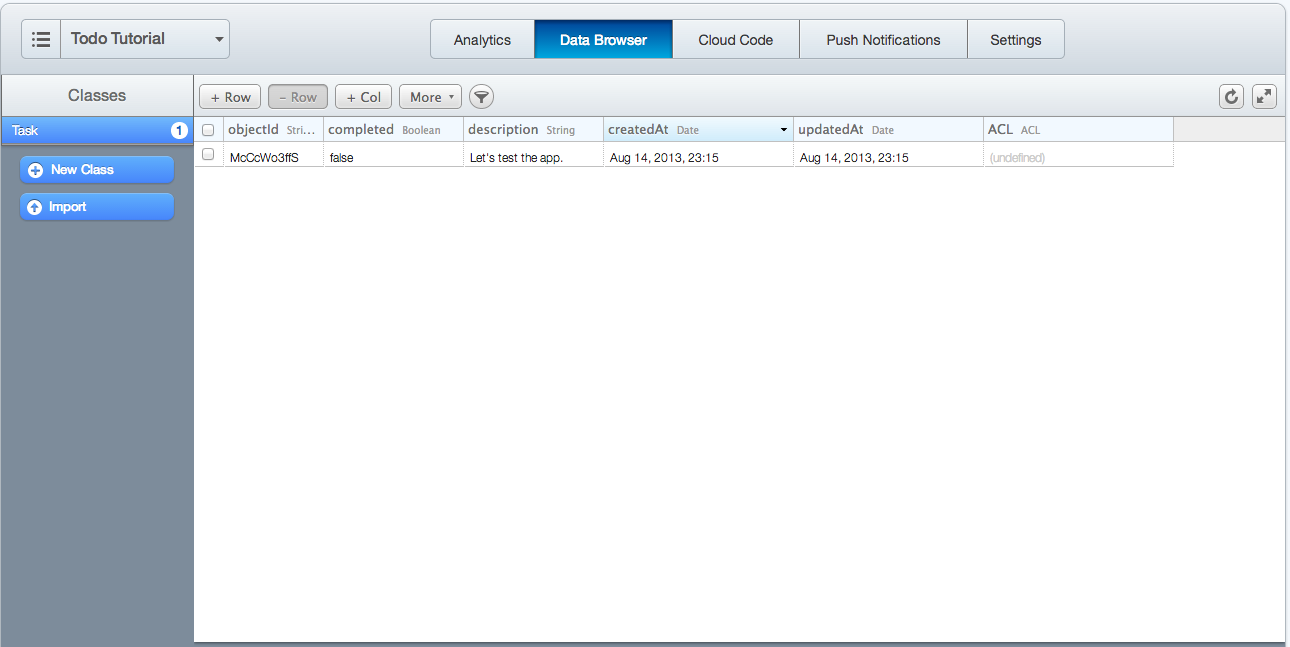 Todo Tutorial
Analytics Data Browser Cloud Code Push Notifications Settings
Classes
+ Row - Row + Col More
Task 1
objectId Stri... completed Boolean description String createdAt Date updatedAt Date ACL ACL
McCcWo3ffS false Let's test the app. Aug 14, 2013, 23:15 Aug 14, 2013, 23:15 (undefined)
New Class
Import